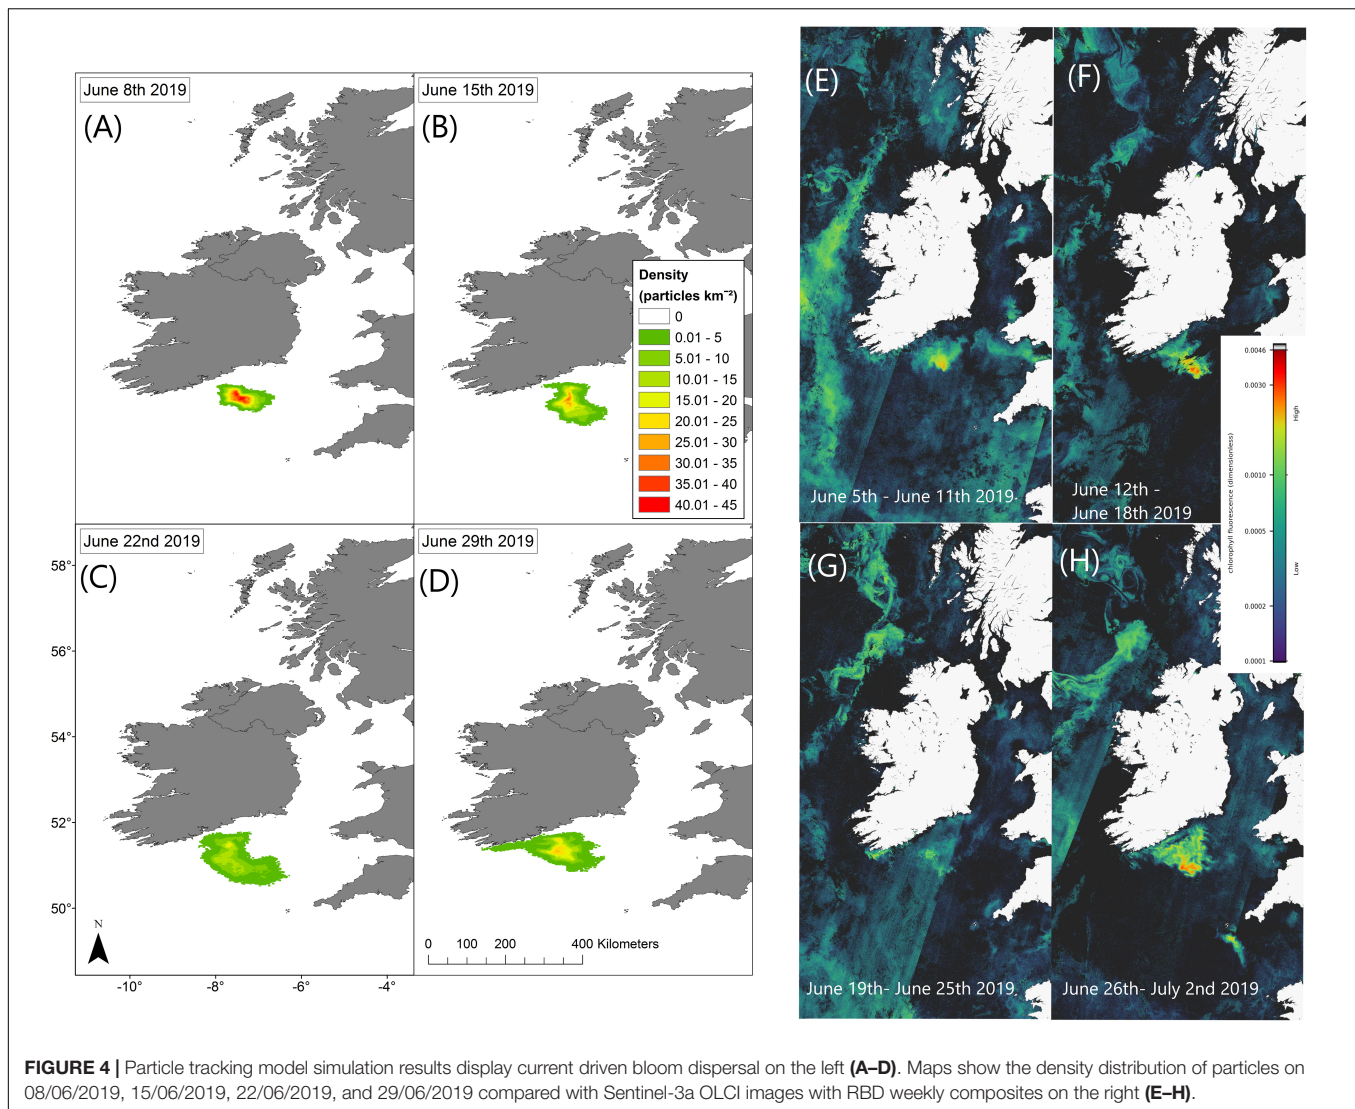 June 8th 2019
(A)
June 15th 2019
(B)
Density
(particles km⁻²)
0
0.01 - 5
5.01 - 10
10.01 - 15
15.01 - 20
20.01 - 25
25.01 - 30
30.01 - 35
35.01 - 40
40.01 - 45
June 22nd 2019
(C)
June 29th 2019
(D)
58°
56°
54°
52°
50°
N
-10°
-8°
-6°
-4°
0 100 200 400 Kilometers
(E)
June 5th - June 11th 2019
(F)
June 12th -
June 18th 2019
(G)
June 19th- June 25th 2019
(H)
June 26th- July 2nd 2019
chlorophyll fluorescence (dimensionless)
0.0046
0.0030
0.0010
0.0005
0.0002
0.0001
High
Low
FIGURE 4 | Particle tracking model simulation results display current driven bloom dispersal on the left (A–D). Maps show the density distribution of particles on
08/06/2019, 15/06/2019, 22/06/2019, and 29/06/2019 compared with Sentinel-3a OLCI images with RBD weekly composites on the right (E–H).